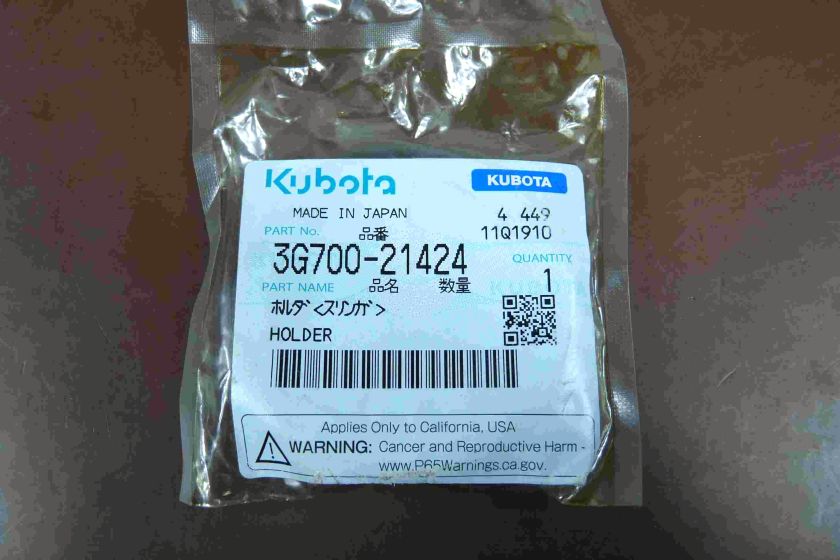 Kubota KUBOTA
MADE IN JAPAN 4 449
PART No. 品番 11Q1910
3G700-21424 QUANTITY
PART NAME 品名 数量 1
ホルダ<スリンガ>
HOLDER
Applies Only to California, USA
WARNING: Cancer and Reproductive Harm -
www.P65Warnings.ca.gov.